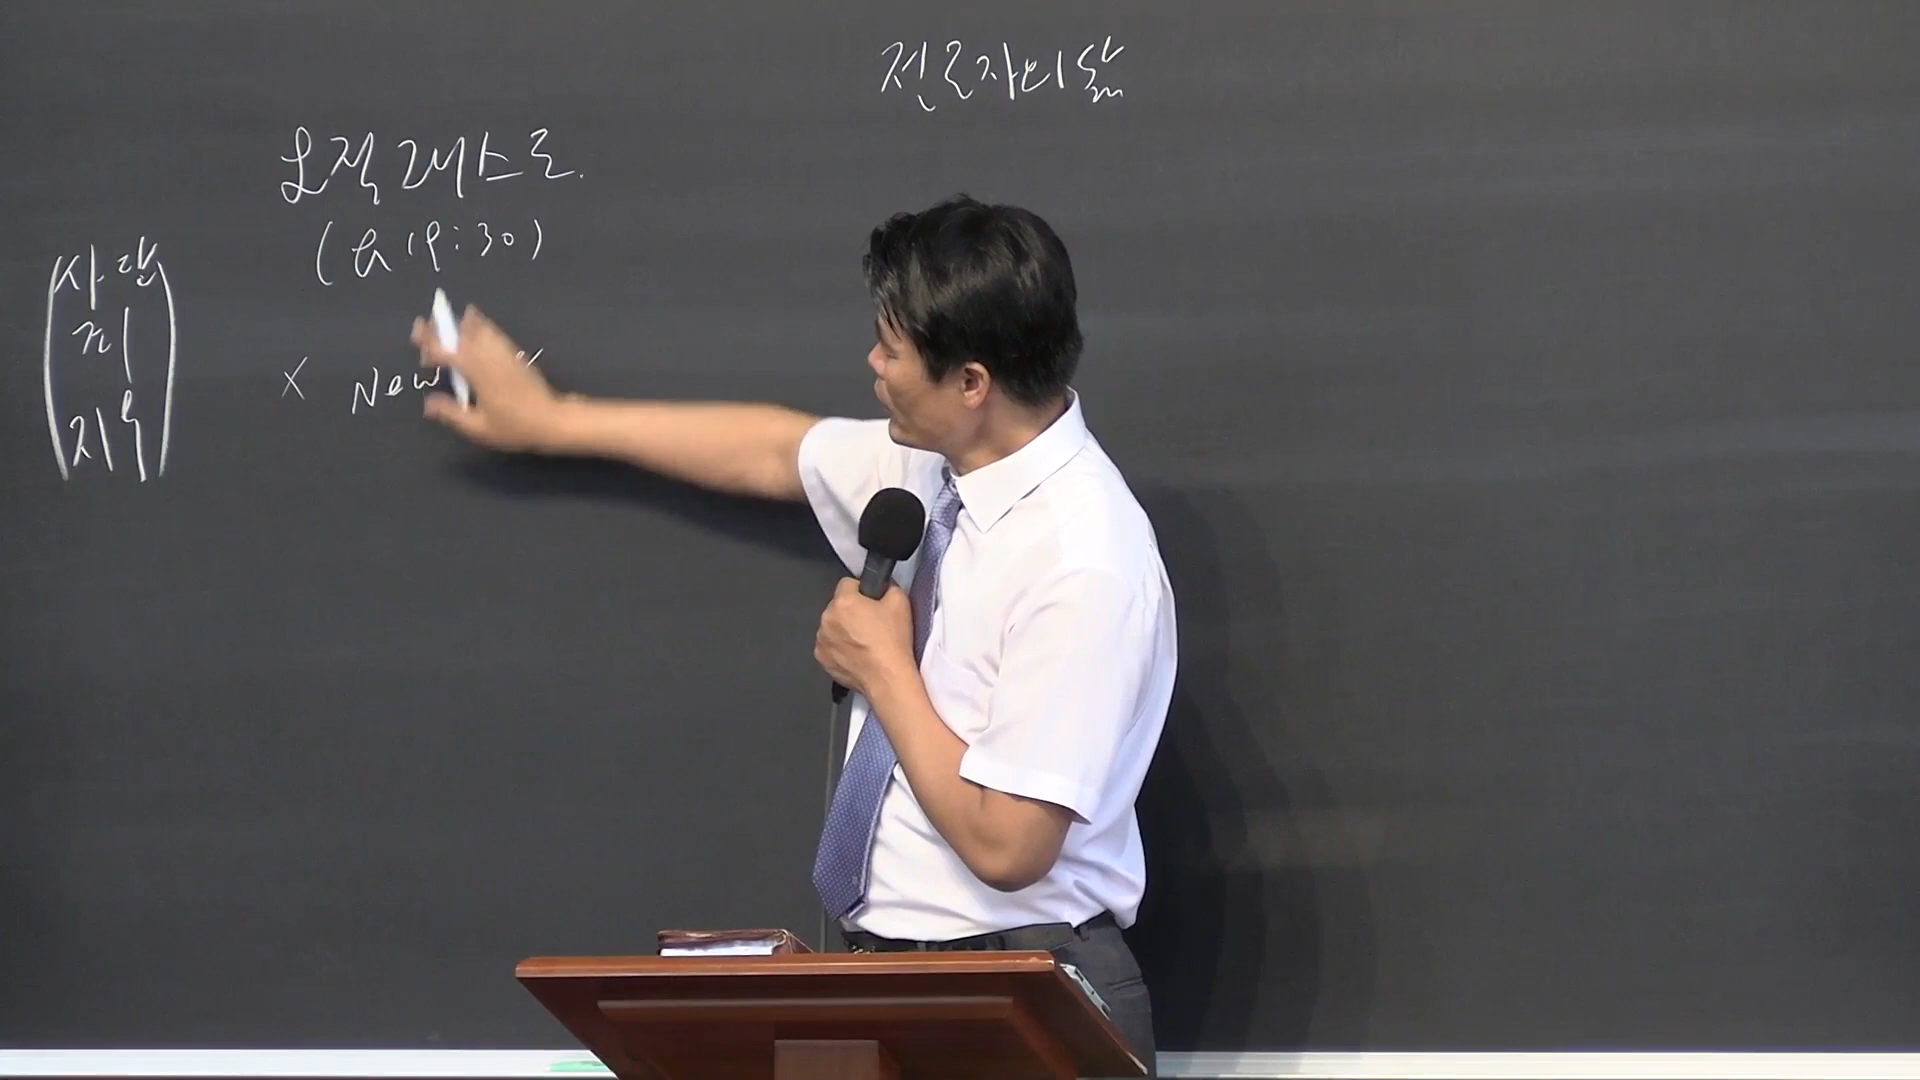 전도자의 삶
오직 그리스도
(요 19:30)
사탄
죄
지옥
X New